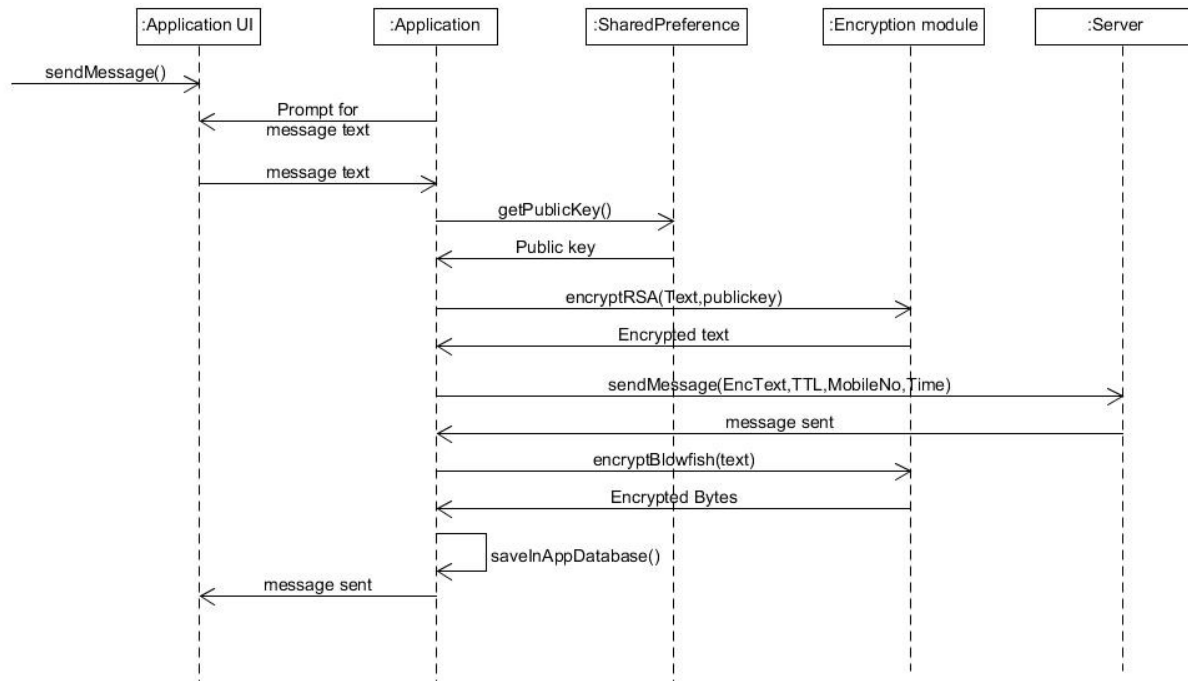 :Application UI
:Application
:SharedPreference
:Encryption module
:Server
sendMessage()
Prompt for
message text
message text
getPublicKey()
Public key
encryptRSA(Text,publickey)
Encrypted text
sendMessage(EncText,TTL,MobileNo,Time)
message sent
encryptBlowfish(text)
Encrypted Bytes
saveInAppDatabase()
message sent